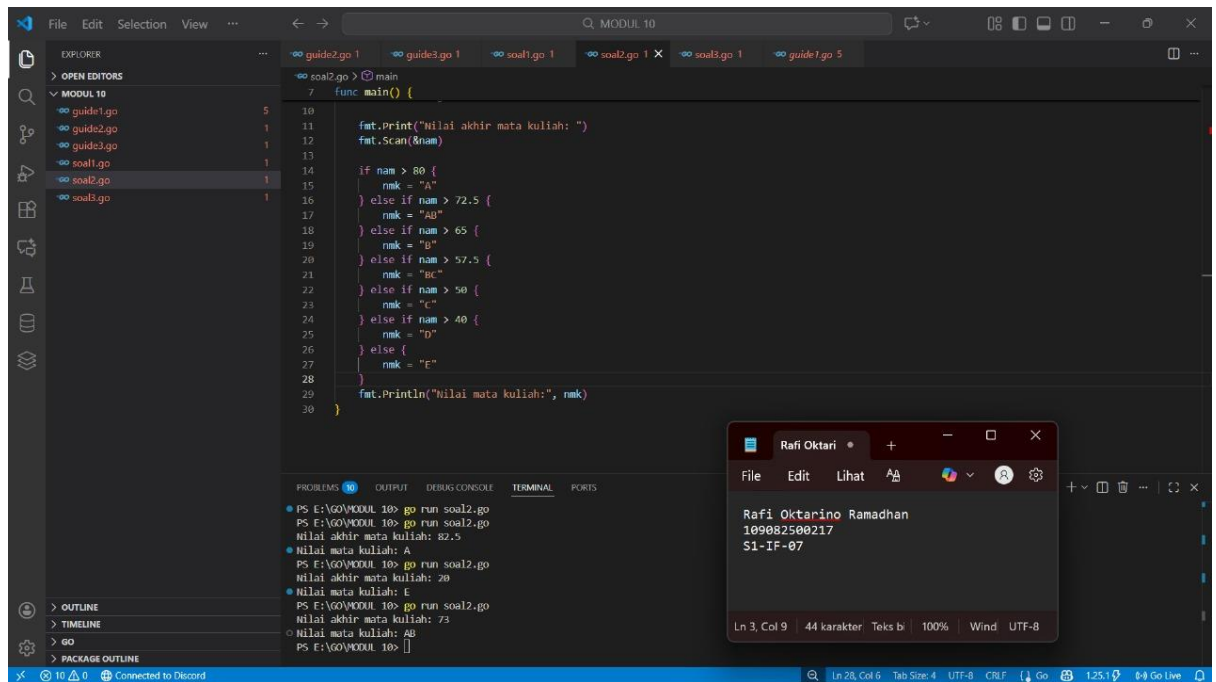 File Edit Selection View ... MODUL 10
EXPLORER ...
> OPEN EDITORS
MODUL 10
guide1.go 5
guide2.go 1
guide3.go 1
soal1.go 1
soal2.go 1
soal3.go 1
> OUTLINE
> TIMELINE
> GO
> PACKAGE OUTLINE
guide2.go 1 guide3.go 1 soal1.go 1 soal2.go 1 soal3.go 1 guide1.go 5
soal2.go > main
7 func main() {
10
11 fmt.Print("Nilai akhir mata kuliah: ")
12 fmt.Scan(&nam)
13
14 if nam > 80 {
15 nmk = "A"
16 } else if nam > 72.5 {
17 nmk = "AB"
18 } else if nam > 65 {
19 nmk = "B"
20 } else if nam > 57.5 {
21 nmk = "BC"
22 } else if nam > 50 {
23 nmk = "C"
24 } else if nam > 40 {
25 nmk = "D"
26 } else {
27 nmk = "E"
28 }
29 fmt.Println("Nilai mata kuliah:", nmk)
30 }
PROBLEMS 10 OUTPUT DEBUG CONSOLE TERMINAL PORTS
PS E:\GO\MODUL 10> go run soal2.go
PS E:\GO\MODUL 10> go run soal2.go
Nilai akhir mata kuliah: 82.5
Nilai mata kuliah: A
PS E:\GO\MODUL 10> go run soal2.go
Nilai akhir mata kuliah: 20
Nilai mata kuliah: E
PS E:\GO\MODUL 10> go run soal2.go
Nilai akhir mata kuliah: 73
Nilai mata kuliah: AB
PS E:\GO\MODUL 10>
Rafi Oktari
File Edit Lihat
Rafi Oktarino Ramadhan
109082500217
S1-IF-07
Ln 3, Col 9 44 karakter Teks bi 100% Wind UTF-8
10 0 Connected to Discord Ln 28, Col 6 Tab Size: 4 UTF-8 CRLF Go 1.25.1 Go Live